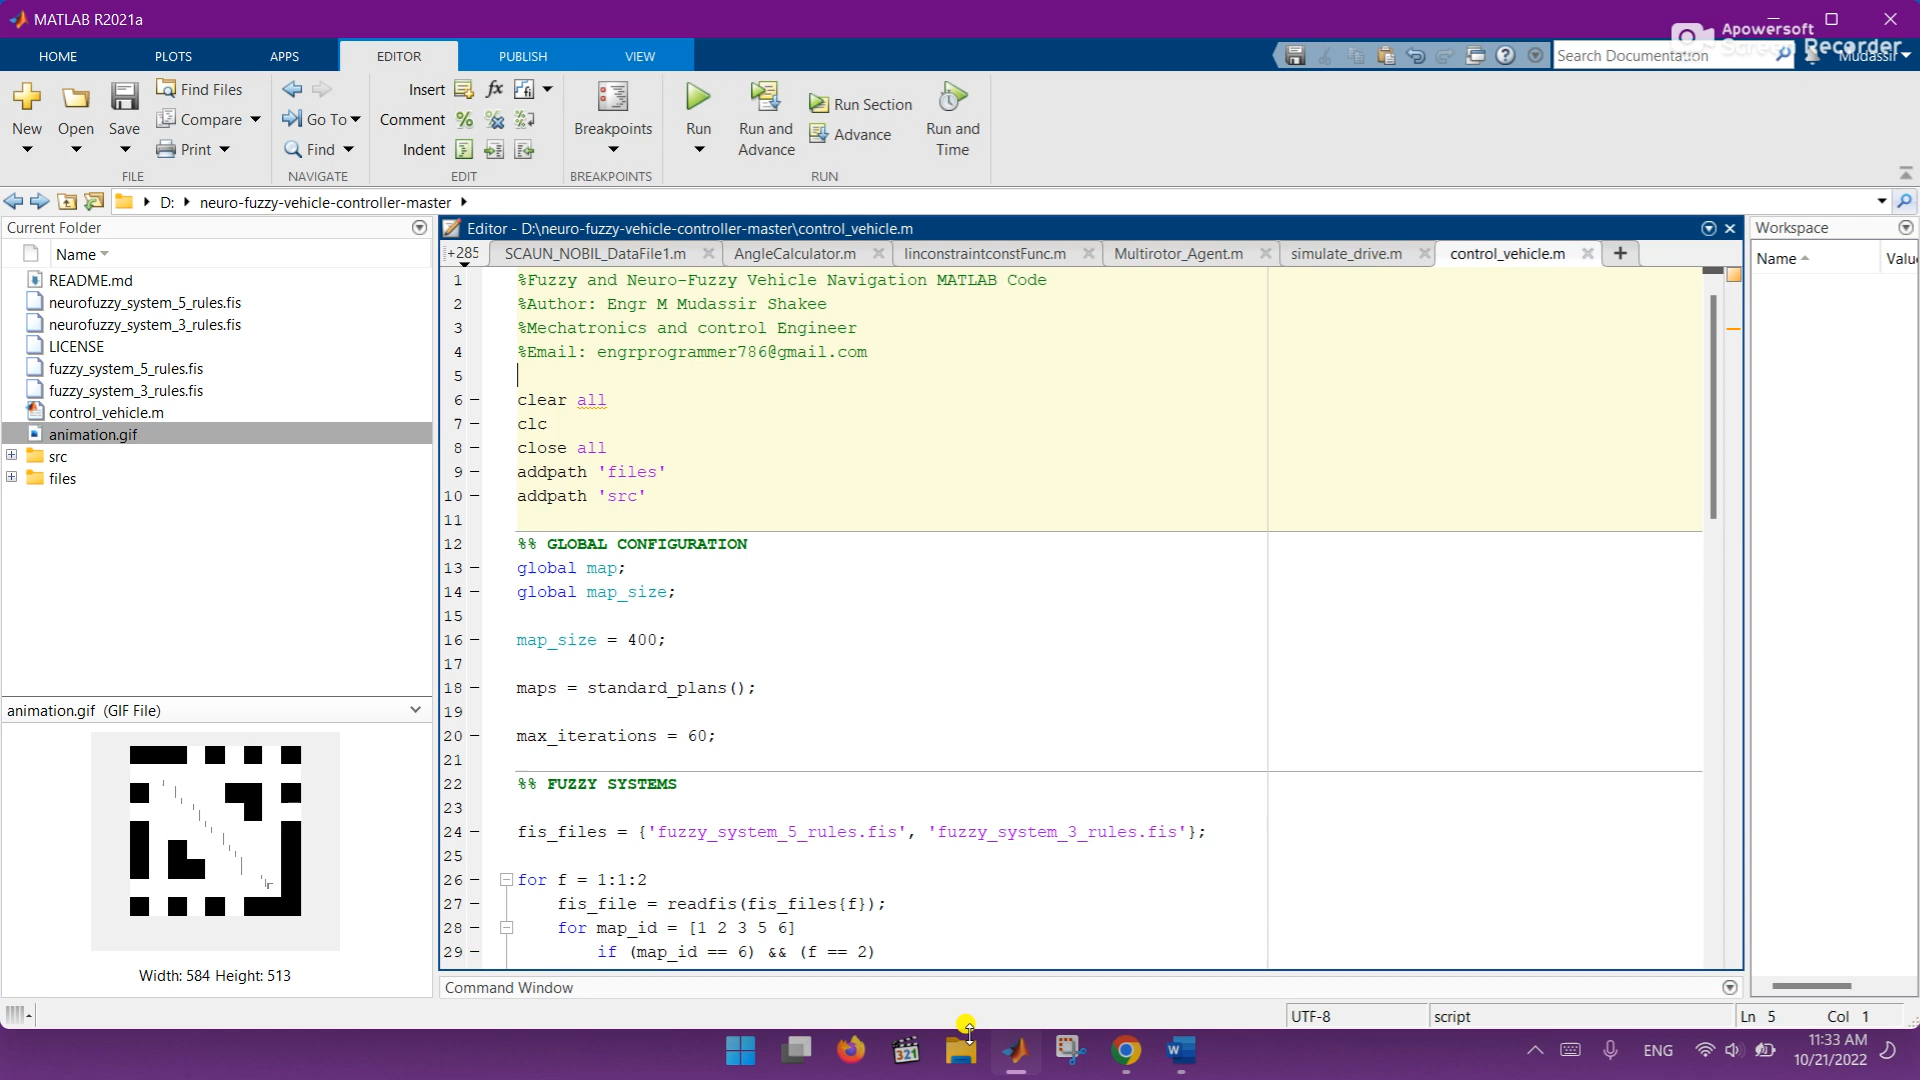 MATLAB R2021a
Apowersoft
Screen Recorder
HOME PLOTS APPS EDITOR PUBLISH VIEW
Search Documentation
Mudassir
New
Open
Save
Find Files
Compare
Print
FILE
Go To
Find
NAVIGATE
Insert
Comment
Indent
EDIT
Breakpoints
BREAKPOINTS
Run
Run and Advance
Run Section
Advance
Run and Time
RUN
D: neuro-fuzzy-vehicle-controller-master
Current Folder
Name
README.md
neurofuzzy_system_5_rules.fis
neurofuzzy_system_3_rules.fis
LICENSE
fuzzy_system_5_rules.fis
fuzzy_system_3_rules.fis
control_vehicle.m
animation.gif
src
files
animation.gif (GIF File)
Width: 584 Height: 513
Editor - D:\neuro-fuzzy-vehicle-controller-master\control_vehicle.m
+285 SCAUN_NOBIL_DataFile1.m AngleCalculator.m linconstraintconstFunc.m Multirotor_Agent.m simulate_drive.m control_vehicle.m
1 %Fuzzy and Neuro-Fuzzy Vehicle Navigation MATLAB Code
2 %Author: Engr M Mudassir Shakee
3 %Mechatronics and control Engineer
4 %Email: engrprogrammer786@gmail.com
5
6 clear all
7 clc
8 close all
9 addpath 'files'
10 addpath 'src'
11
12 %% GLOBAL CONFIGURATION
13 global map;
14 global map_size;
15
16 map_size = 400;
17
18 maps = standard_plans();
19
20 max_iterations = 60;
21
22 %% FUZZY SYSTEMS
23
24 fis_files = {'fuzzy_system_5_rules.fis', 'fuzzy_system_3_rules.fis'};
25
26 for f = 1:1:2
27 fis_file = readfis(fis_files{f});
28 for map_id = [1 2 3 5 6]
29 if (map_id == 6) && (f == 2)
Command Window
Workspace
Name Valu
UTF-8 script Ln 5 Col 1
321
ENG
11:33 AM
10/21/2022